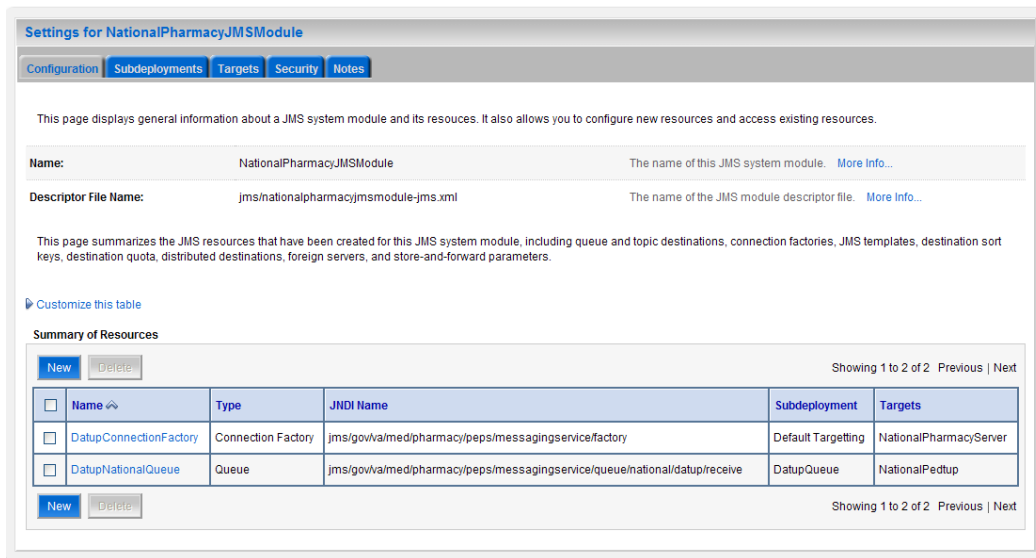 Settings for NationalPharmacyJMSModule
Configuration Subdeployments Targets Security Notes
This page displays general information about a JMS system module and its resouces. It also allows you to configure new resources and access existing resources.
Name: NationalPharmacyJMSModule The name of this JMS system module. More Info...
Descriptor File Name: jms/nationalpharmacyjmsmodule-jms.xml The name of the JMS module descriptor file. More Info...
This page summarizes the JMS resources that have been created for this JMS system module, including queue and topic destinations, connection factories, JMS templates, destination sort
keys, destination quota, distributed destinations, foreign servers, and store-and-forward parameters.
Customize this table
Summary of Resources
New Delete Showing 1 to 2 of 2 Previous | Next
Name Type JNDI Name Subdeployment Targets
DatupConnectionFactory Connection Factory jms/gov/va/med/pharmacy/peps/messagingservice/factory Default Targetting NationalPharmacyServer
DatupNationalQueue Queue jms/gov/va/med/pharmacy/peps/messagingservice/queue/national/datup/receive DatupQueue NationalPedtup
New Delete Showing 1 to 2 of 2 Previous | Next